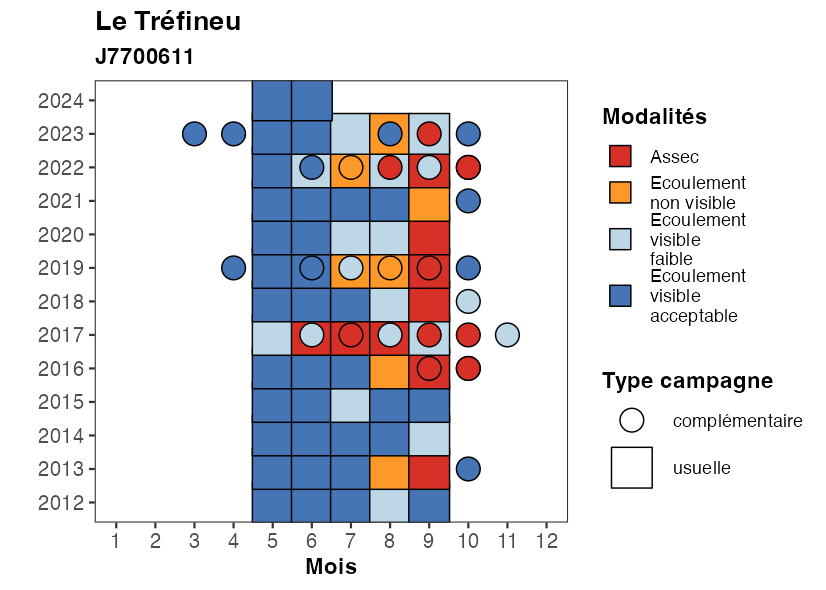 Le Tréfineu
J7700611
2024
2023
2022
2021
2020
2019
2018
2017
2016
2015
2014
2013
2012
1 2 3 4 5 6 7 8 9 10 11 12
Mois
Modalités
Assec
Ecoulement
non visible
Ecoulement
visible
faible
Ecoulement
visible
acceptable
Type campagne
complémentaire
usuelle